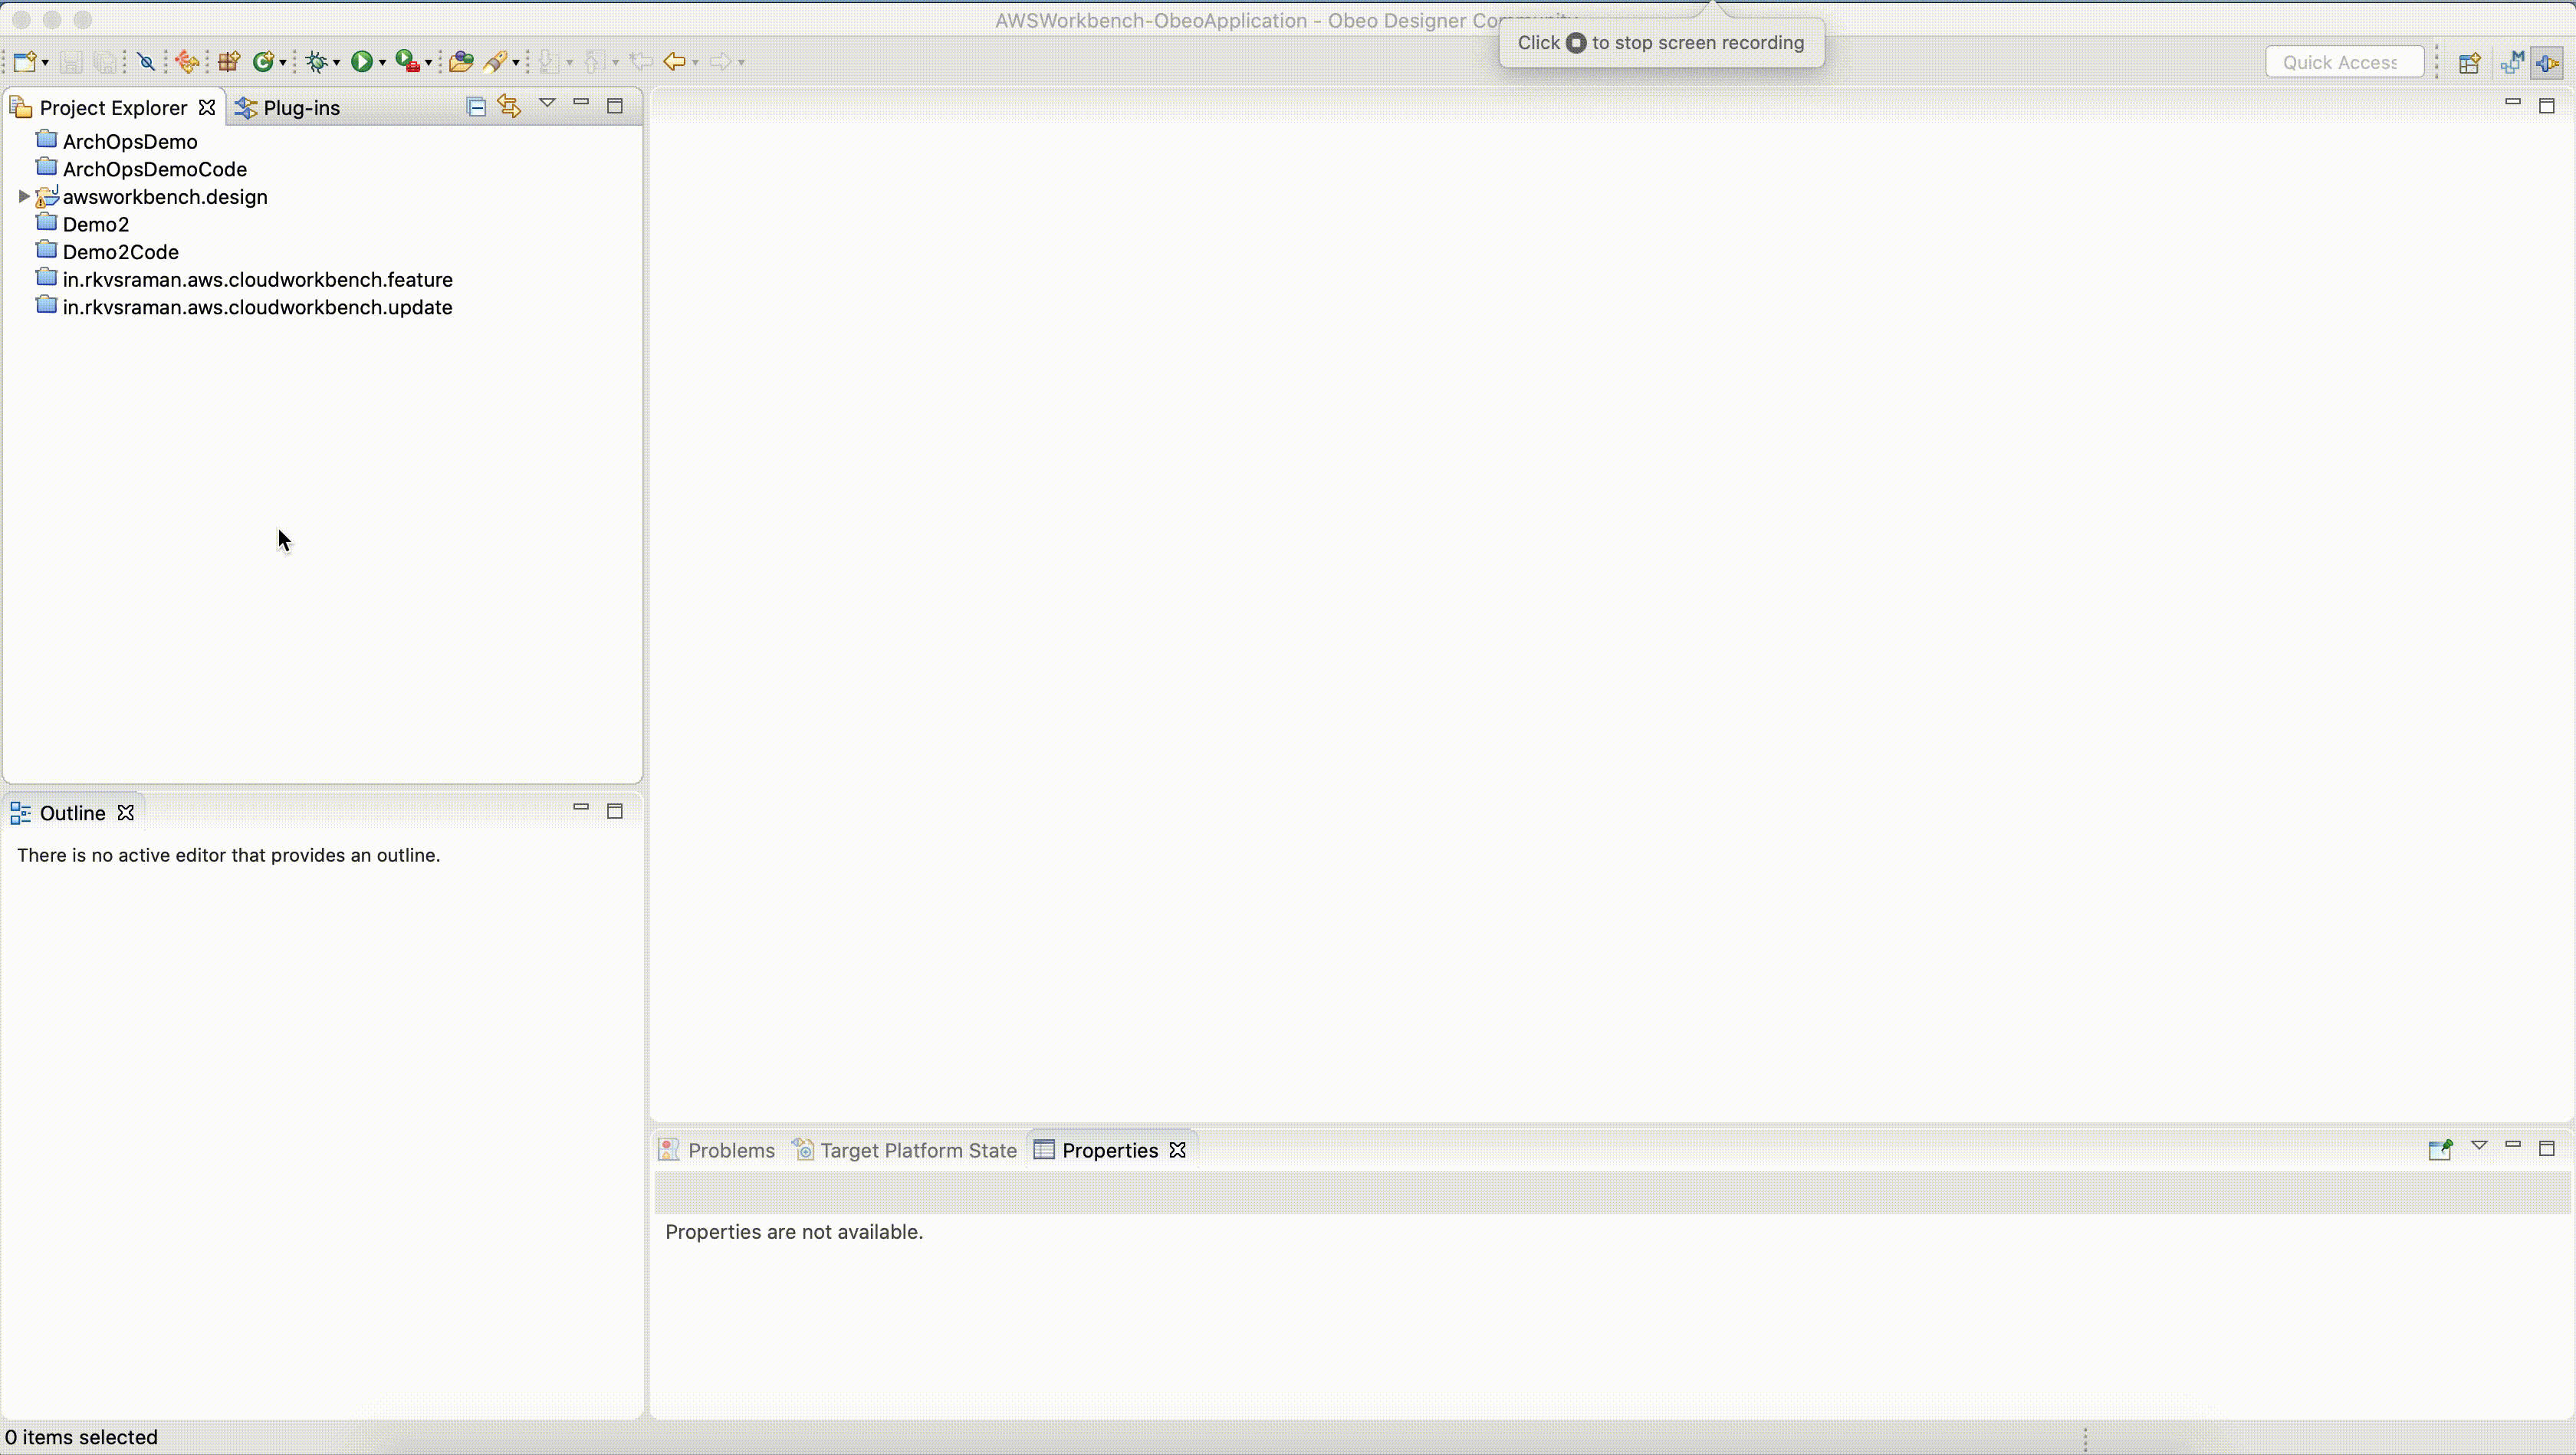 AWSWorkbench-ObeoApplication - Obeo Designer Community
Click to stop screen recording
Quick Access
Project Explorer
Plug-ins
ArchOpsDemo
ArchOpsDemoCode
awsworkbench.design
Demo2
Demo2Code
in.rkvsraman.aws.cloudworkbench.feature
in.rkvsraman.aws.cloudworkbench.update
Outline
There is no active editor that provides an outline.
Problems
Target Platform State
Properties
Properties are not available.
0 items selected